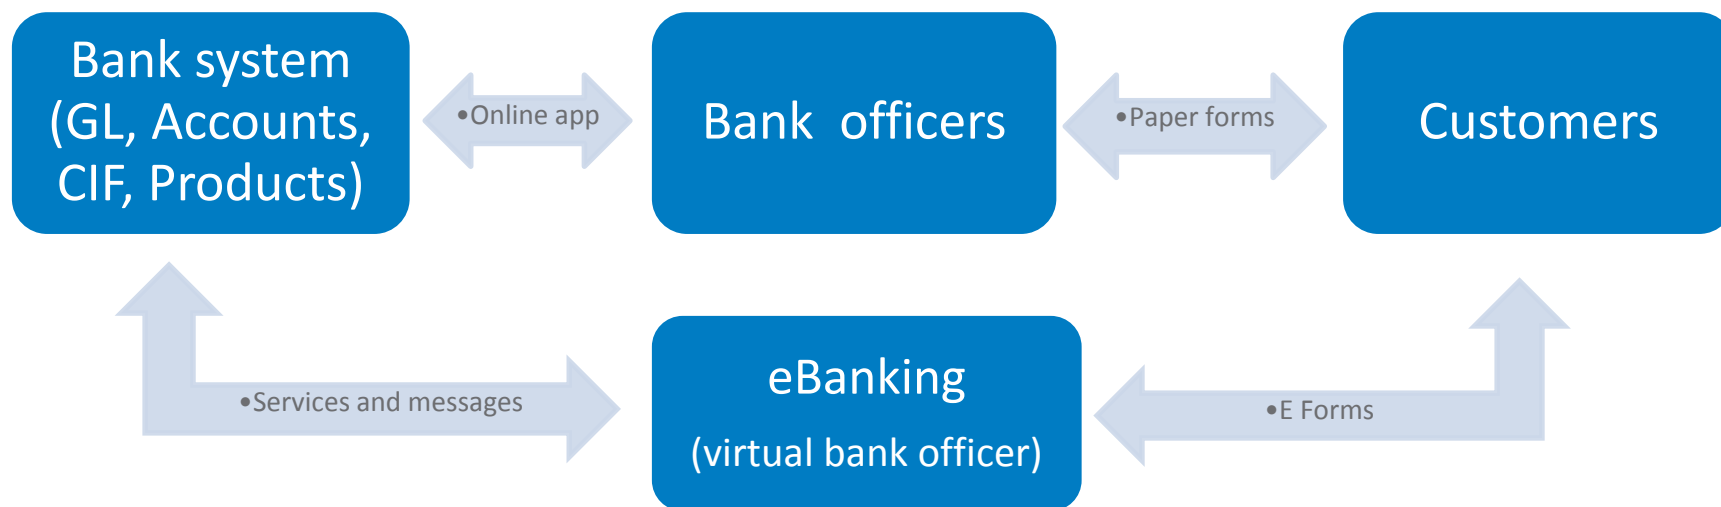 Bank system
(GL, Accounts,
CIF, Products)
•Online app
Bank officers
•Paper forms
Customers
•Services and messages
eBanking
(virtual bank officer)
•E Forms